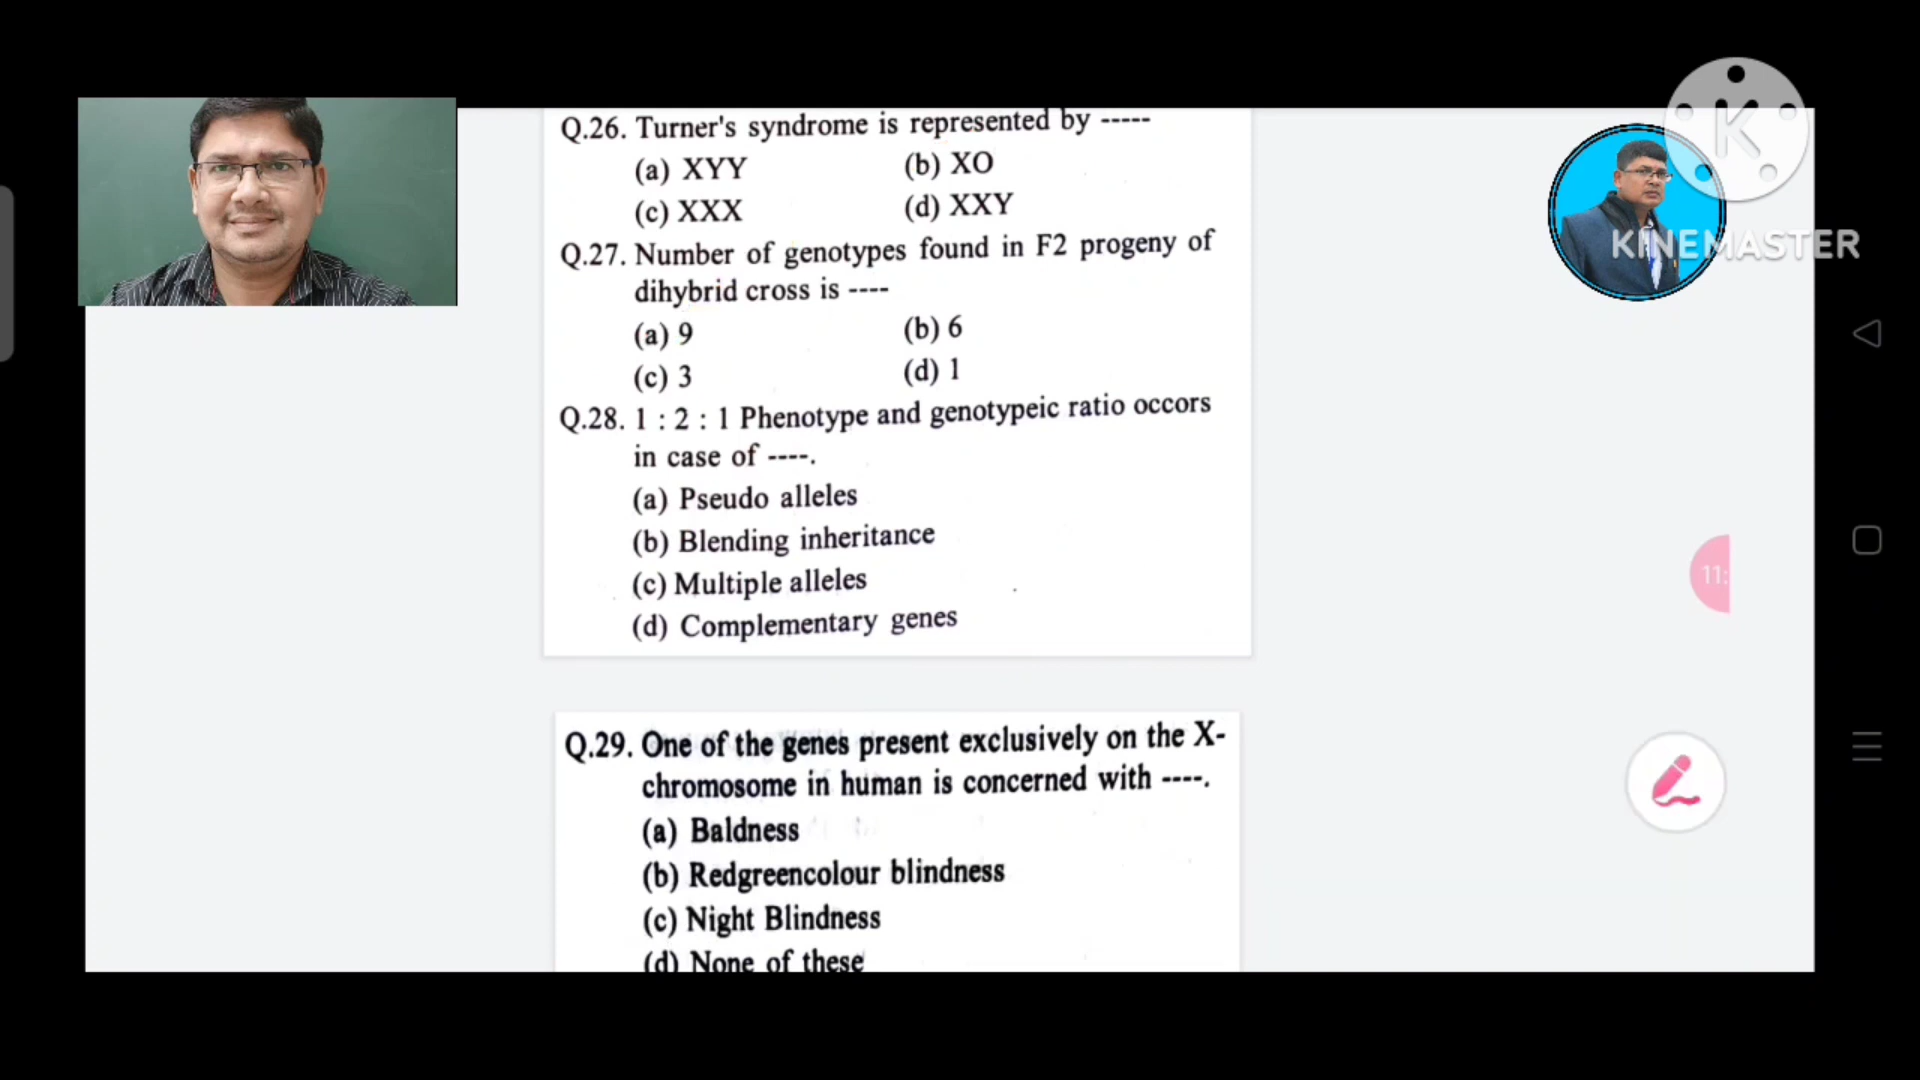 Q.26. Turner's syndrome is represented by -----
(a) XYY (b) XO
(c) XXX (d) XXY
Q.27. Number of genotypes found in F2 progeny of
dihybrid cross is ----
(a) 9 (b) 6
(c) 3 (d) 1
Q.28. 1 : 2 : 1 Phenotype and genotypeic ratio occors
in case of ----.
(a) Pseudo alleles
(b) Blending inheritance
(c) Multiple alleles
(d) Complementary genes
Q.29. One of the genes present exclusively on the X-
chromosome in human is concerned with ----.
(a) Baldness
(b) Redgreencolour blindness
(c) Night Blindness
(d) None of these
K
KINEMASTER
11: